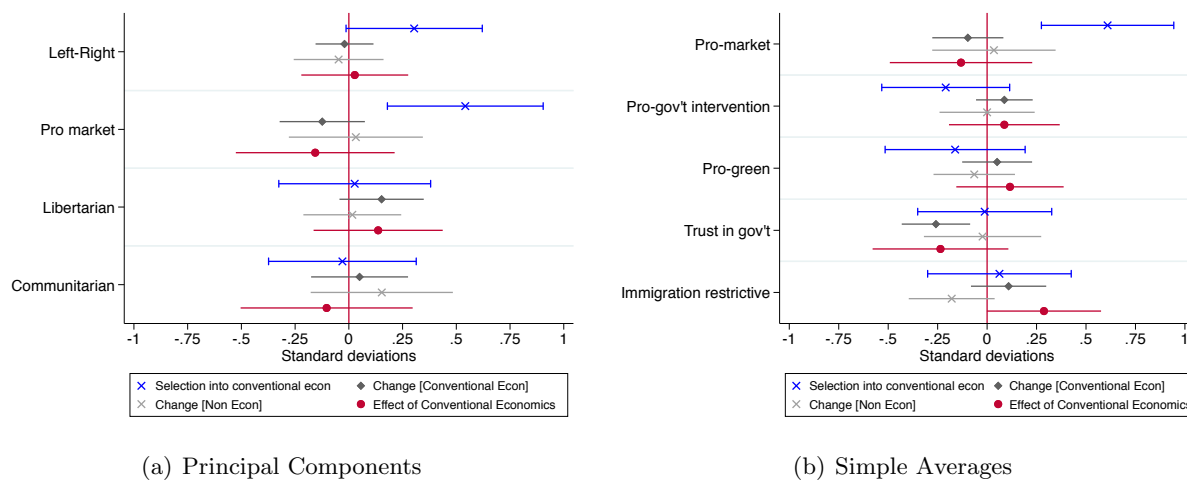 Left-Right
Pro market
Libertarian
Communitarian
-1 -.75 -.5 -.25 0 .25 .5 .75 1
Standard deviations
Selection into conventional econ Change [Conventional Econ]
Change [Non Econ] Effect of Conventional Economics
(a) Principal Components
Pro-market
Pro-gov't intervention
Pro-green
Trust in gov't
Immigration restrictive
-1 -.75 -.5 -.25 0 .25 .5 .75 1
Standard deviations
Selection into conventional econ Change [Conventional Econ]
Change [Non Econ] Effect of Conventional Economics
(b) Simple Averages